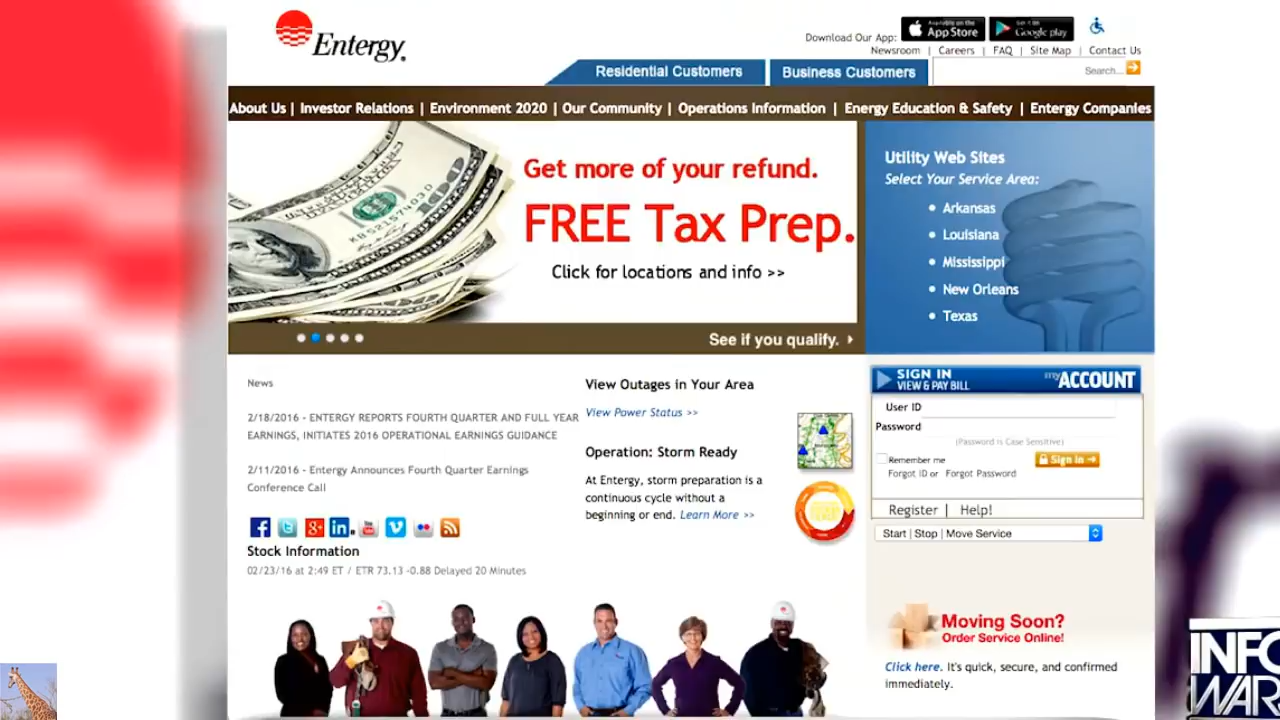 Entergy.
Download Our App:
Available on the App Store
Get it on Google play
Newsroom | Careers | FAQ | Site Map | Contact Us
Residential Customers
Business Customers
Search...
About Us | Investor Relations | Environment 2020 | Our Community | Operations Information | Energy Education & Safety | Entergy Companies
Get more of your refund.
FREE Tax Prep.
Click for locations and info >>
See if you qualify.
Utility Web Sites
Select Your Service Area:
• Arkansas
• Louisiana
• Mississippi
• New Orleans
• Texas
News
2/18/2016 - ENTERGY REPORTS FOURTH QUARTER AND FULL YEAR
EARNINGS, INITIATES 2016 OPERATIONAL EARNINGS GUIDANCE
2/11/2016 - Entergy Announces Fourth Quarter Earnings
Conference Call
Stock Information
02/23/16 at 2:49 ET / ETR 73.13 -0.88 Delayed 20 Minutes
View Outages in Your Area
View Power Status >>
Operation: Storm Ready
At Entergy, storm preparation is a
continuous cycle without a
beginning or end. Learn More >>
SIGN IN
VIEW & PAY BILL
myACCOUNT
User ID
Password
(Password is Case Sensitive)
Remember me
Sign in
Forgot ID or Forgot Password
Register | Help!
Start | Stop | Move Service
Moving Soon?
Order Service Online!
Click here. It's quick, secure, and confirmed
immediately.